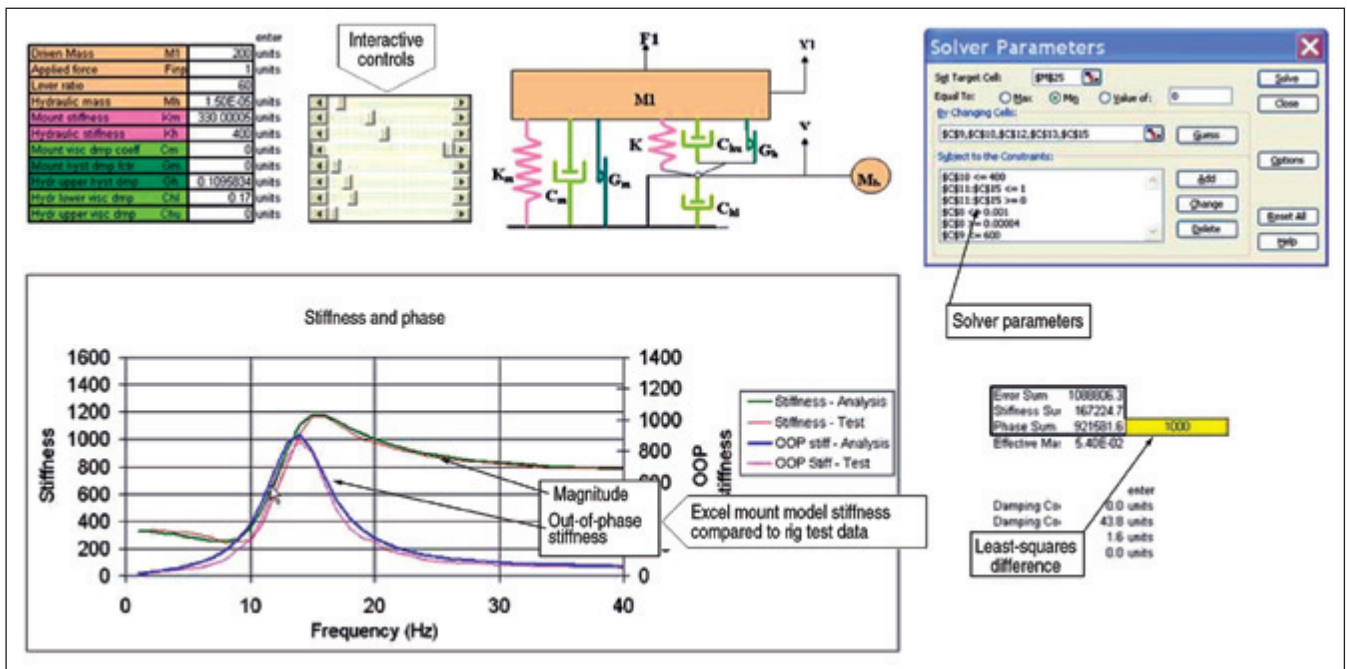 enter
Driven Mass M1 200 units
Applied force Finp 1 units
Lever ratio 60
Hydraulic mass Mh 1.50E-05 units
Mount stiffness Km 330.00005 units
Hydraulic stiffness Kh 400 units
Mount visc dmp coeff Cm 0 units
Mount hyst dmp fctr Gm 0 units
Hydr upper hyst dmp Gh 0.1095834 units
Hydr lower visc dmp Chl 0.17 units
Hydr upper visc dmp Chu 0 units
Interactive
controls
F1
Y1
M1
Y
K
Chu
Gh
Km
Cm
Gm
Mh
Chl
Solver Parameters
Set Target Cell: $M$25
Equal To: Max Min Value of: 0
By Changing Cells:
$C$9,$C$10,$C$12,$C$13,$C$15
Subject to the Constraints:
$C$10 <= 400
$C$11:$C$15 <= 1
$C$11:$C$15 >= 0
$C$8 <= 0.001
$C$8 >= 0.00004
$C$9 <= 600
Solve
Close
Guess
Options
Add
Change
Delete
Reset All
Help
Solver parameters
Stiffness and phase
1600
1400
1200
1000
800
600
400
200
0
Stiffness
0 10 20 30 40
Frequency (Hz)
1400
1200
1000
800
0
OOP
stiffness
Stiffness - Analysis
Stiffness - Test
OOP stiff - Analysis
OOP Stiff - Test
Magnitude
Out-of-phase
stiffness
Excel mount model stiffness
compared to rig test data
Error Sum 1088806.3
Stiffness Sur 167224.7
Phase Sum 921581.6 1000
Effective Mas 5.40E-02
enter
Damping Co 0.0 units
Damping Co 43.8 units
1.6 units
0.0 units
Least-squares
difference